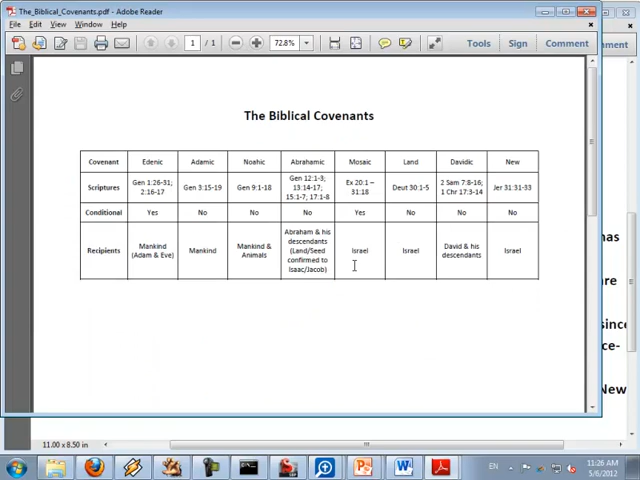 The_Biblical_Covenants.pdf - Adobe Reader
File Edit View Window Help
1 / 1 72.8% Tools Sign Comment
ment
The Biblical Covenants
Covenant Edenic Adamic Noahic Abrahamic Mosaic Land Davidic New
Scriptures Gen 1:26-31; 2:16-17 Gen 3:15-19 Gen 9:1-18 Gen 12:1-3; 13:14-17; 15:1-7, 17:1-8 Ex 20:1 – 31:18 Deut 30:1-5 2 Sam 7:8-16; 1 Chr 17:3-14 Jer 31:31-33
Conditional Yes No No No Yes No No No
Recipients Mankind (Adam & Eve) Mankind Mankind & Animals Abraham & his descendants (Land/Seed confirmed to Isaac/Jacob) Israel Israel David & his descendants Israel
has
are
since
ce-
New
11.00 x 8.50 in
EN 11:26 AM
5/6/2012